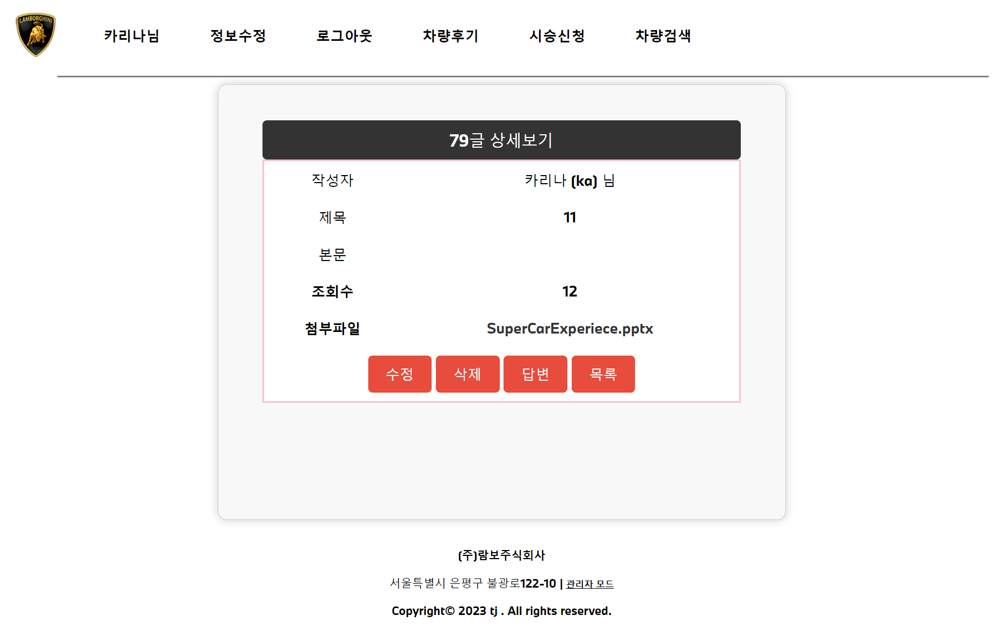 LAMBORGHINI
카리나님 정보수정 로그아웃 차량후기 시승신청 차량검색
79글 상세보기
작성자 카리나 (ka) 님
제목 11
본문
조회수 12
첨부파일 SuperCarExperiece.pptx
수정 삭제 답변 목록
(주)람보주식회사
서울특별시 은평구 불광로122-10 | 관리자 모드
Copyright© 2023 tj . All rights reserved.